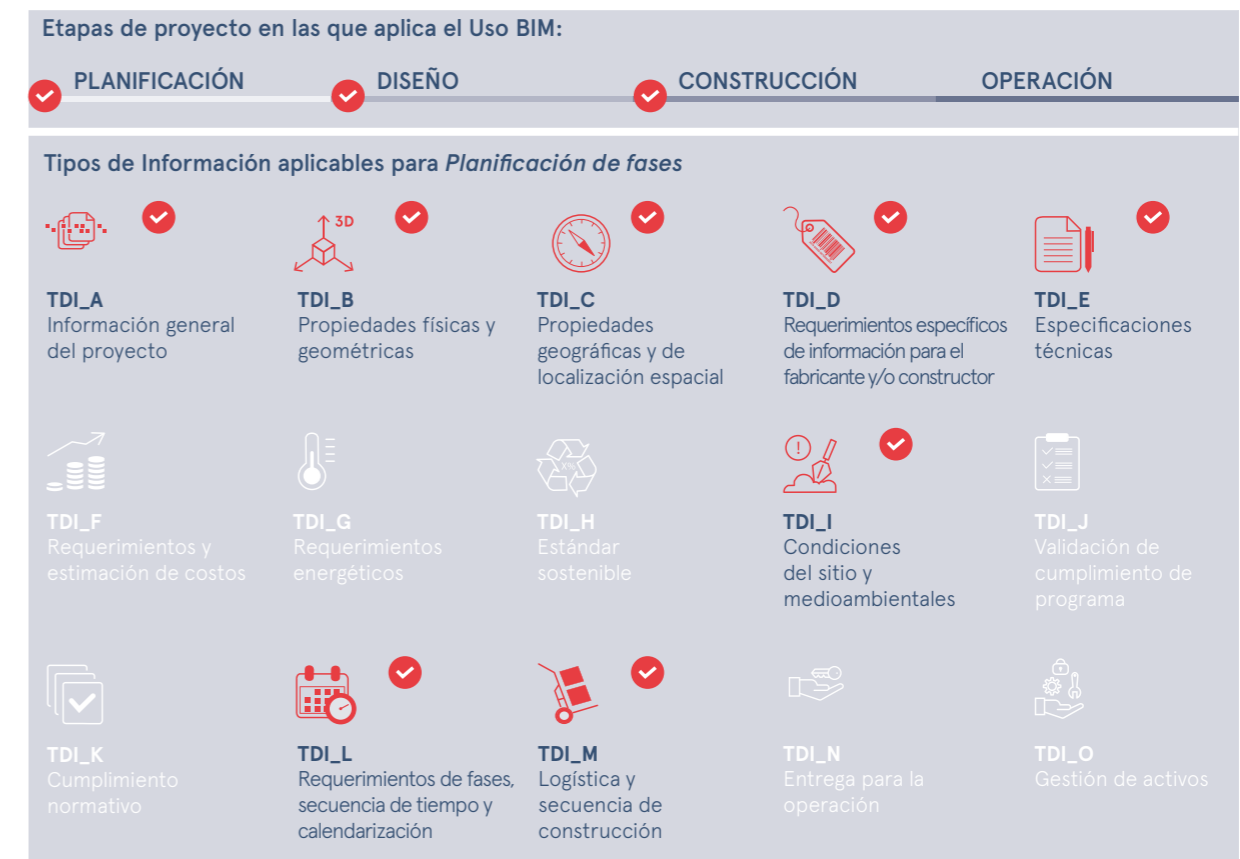 Etapas de proyecto en las que aplica el Uso BIM:
PLANIFICACIÓN DISEÑO CONSTRUCCIÓN OPERACIÓN
Tipos de Información aplicables para Planificación de fases
3D
TDI_A
Información general
del proyecto
TDI_B
Propiedades físicas y
geométricas
TDI_C
Propiedades
geográficas y de
localización espacial
TDI_D
Requerimientos específicos
de información para el
fabricante y/o constructor
TDI_E
Especificaciones
técnicas
TDI_F
Requerimientos y
estimación de costos
TDI_G
Requerimientos
energéticos
X%
TDI_H
Estándar
sostenible
TDI_I
Condiciones
del sitio y
medioambientales
TDI_J
Validación de
cumplimiento de
programa
TDI_K
Cumplimiento
normativo
TDI_L
Requerimientos de fases,
secuencia de tiempo y
calendarización
TDI_M
Logística y
secuencia de
construcción
TDI_N
Entrega para la
operación
TDI_O
Gestión de activos